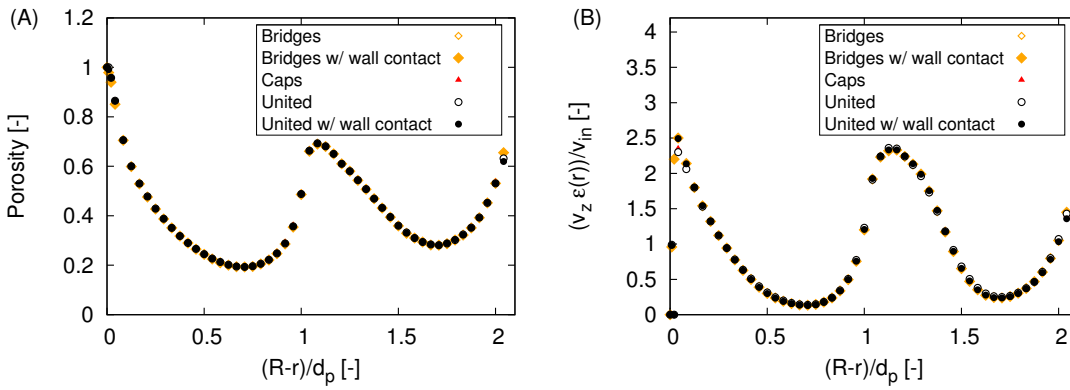 (A)
1.2
1
0.8
0.6
0.4
0.2
0
Porosity [-]
Bridges
Bridges w/ wall contact
Caps
United
United w/ wall contact
0 0.5 1 1.5 2
(R-r)/d_p [-]
(B)
4
3.5
3
2.5
2
1.5
1
0.5
0
(v_z ε(r))/v_in [-]
Bridges
Bridges w/ wall contact
Caps
United
United w/ wall contact
0 0.5 1 1.5 2
(R-r)/d_p [-]